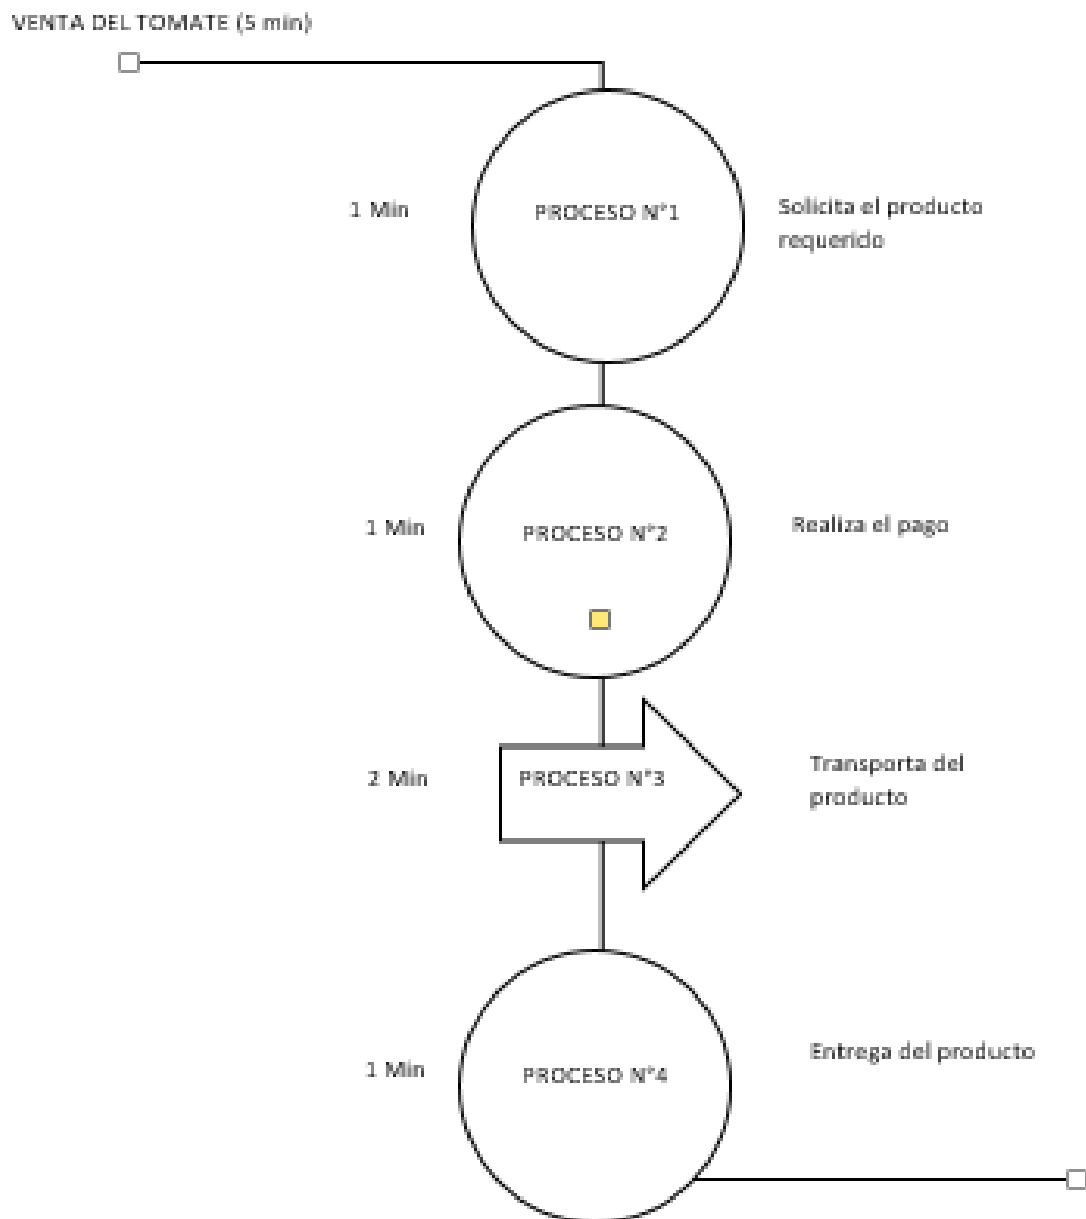 VENTA DEL TOMATE (5 min)
1 Min
PROCESO N°1
Solicita el producto
requerido
1 Min
PROCESO N°2
Realiza el pago
2 Min
PROCESO N°3
Transporta del
producto
1 Min
PROCESO N°4
Entrega del producto